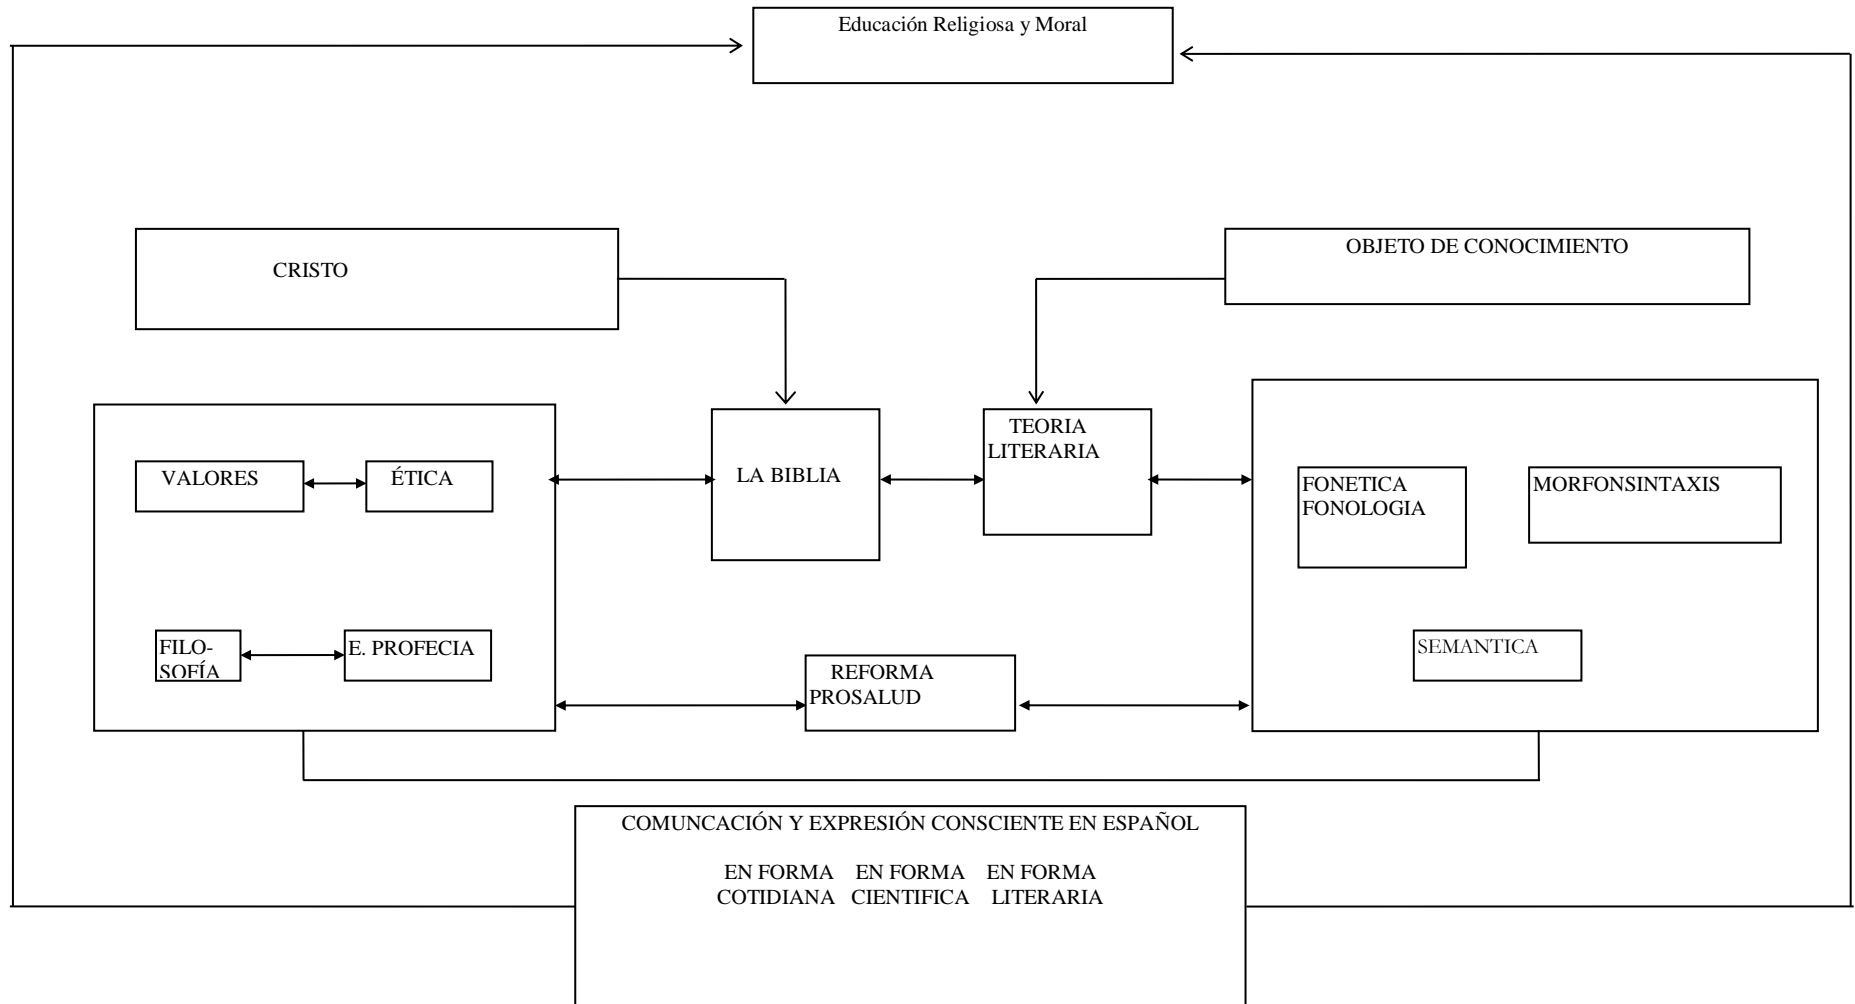 Educación Religiosa y Moral
CRISTO
OBJETO DE CONOCIMIENTO
VALORES
ÉTICA
FILO-
SOFÍA
E. PROFECIA
LA BIBLIA
TEORIA
LITERARIA
REFORMA
PROSALUD
FONETICA
FONOLOGIA
MORFONSINTAXIS
SEMANTICA
COMUNCACIÓN Y EXPRESIÓN CONSCIENTE EN ESPAÑOL
EN FORMA EN FORMA EN FORMA
COTIDIANA CIENTIFICA LITERARIA